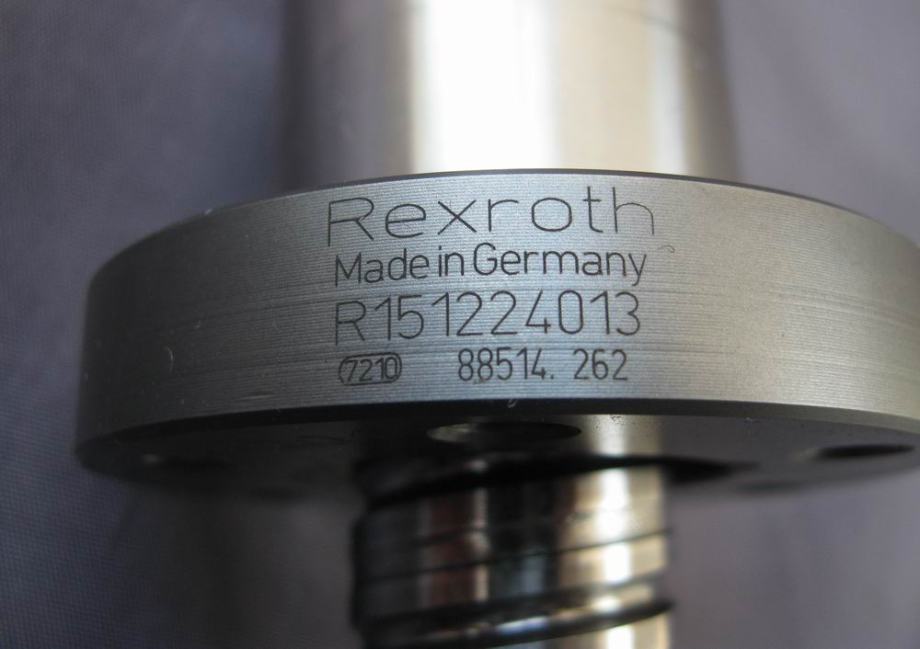 Rexroth
Made in Germany
R151224013
7210 88514. 262